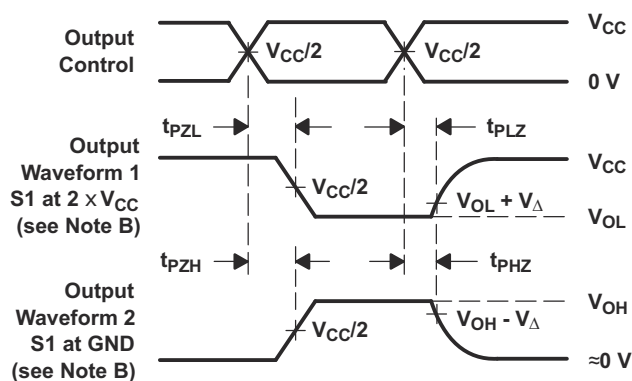 Output
Control
V_CC/2
V_CC/2
V_CC
0 V
t_PZL
t_PLZ
Output
Waveform 1
S1 at 2 × V_CC
(see Note B)
V_CC/2
V_OL + V_Δ
V_CC
V_OL
t_PZH
t_PHZ
Output
Waveform 2
S1 at GND
(see Note B)
V_CC/2
V_OH - V_Δ
V_OH
≈0 V